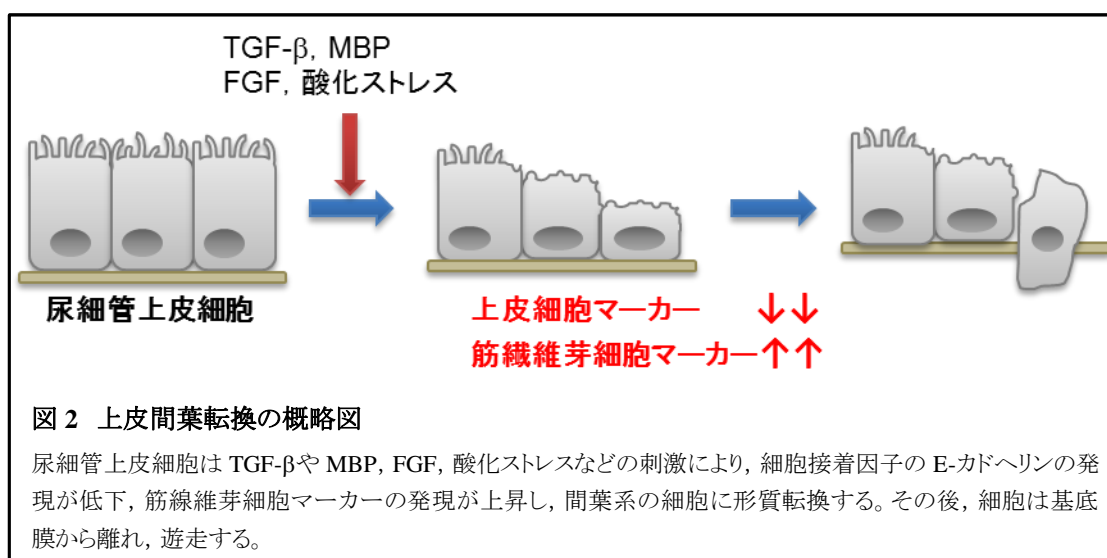 TGF-β, MBP
FGF, 酸化ストレス
尿細管上皮細胞
上皮細胞マーカー ↓↓
筋繊維芽細胞マーカー↑↑
図 2 上皮間葉転換の概略図
尿細管上皮細胞は TGF-βや MBP, FGF, 酸化ストレスなどの刺激により, 細胞接着因子の E-カドヘリンの発
現が低下, 筋線維芽細胞マーカーの発現が上昇し, 間葉系の細胞に形質転換する。その後, 細胞は基底
膜から離れ, 遊走する。